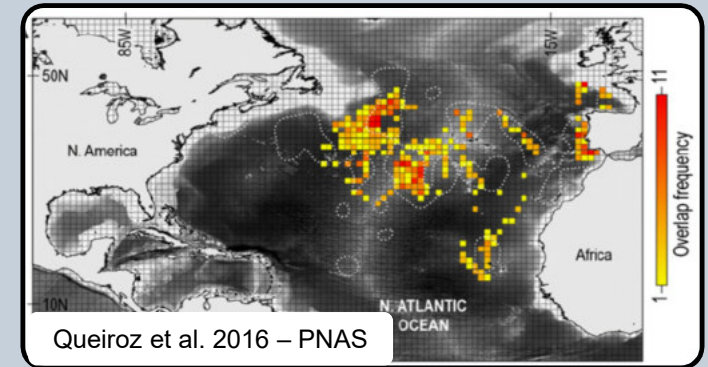 85W
15W
50N
11
N. America
Overlap frequency
Africa
1
10N
N. ATLANTIC
OCEAN
Queiroz et al. 2016 – PNAS